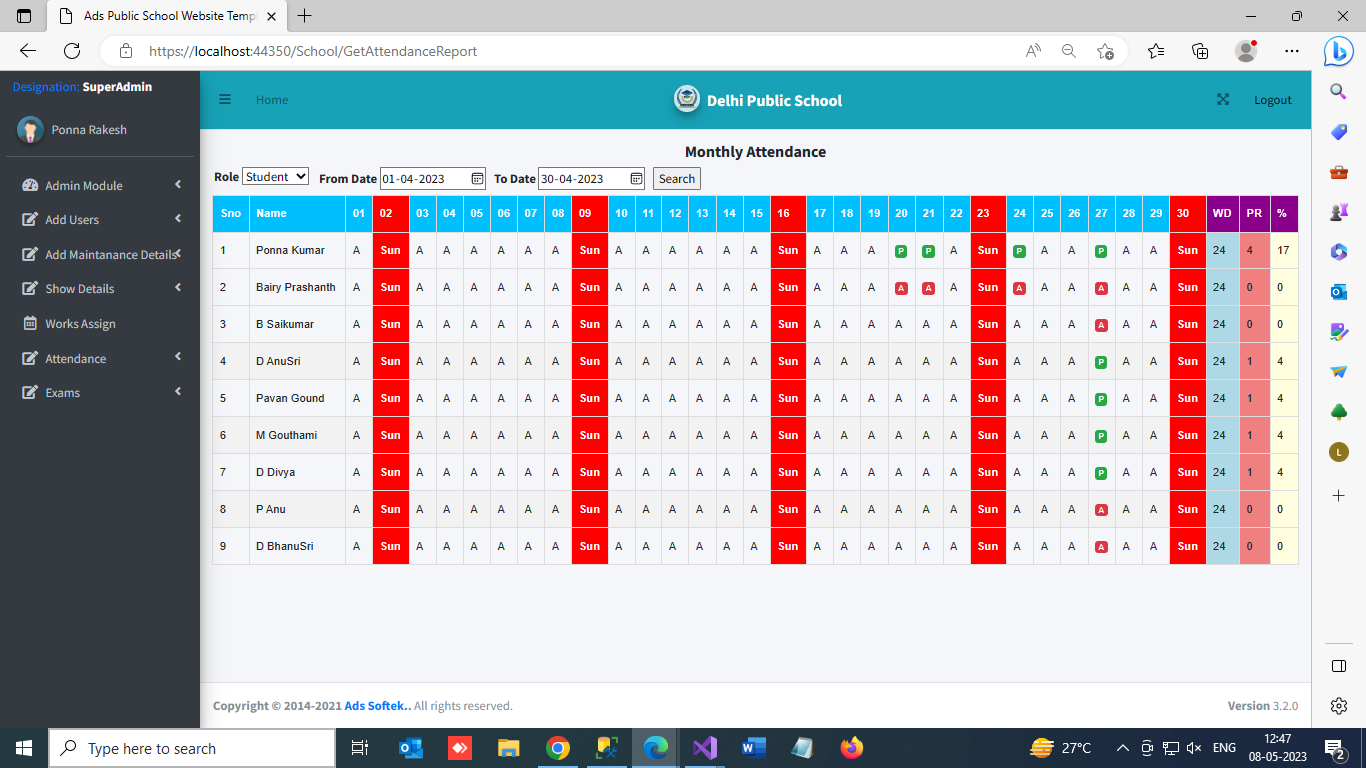 Ads Public School Website Templ
https://localhost:44350/School/GetAttendanceReport
Designation: SuperAdmin
Ponna Rakesh
Admin Module
Add Users
Add Maintanance Details
Show Details
Works Assign
Attendance
Exams
Home
Delhi Public School
Logout
Monthly Attendance
Role Student From Date 01-04-2023 To Date 30-04-2023 Search
Sno Name 01 02 03 04 05 06 07 08 09 10 11 12 13 14 15 16 17 18 19 20 21 22 23 24 25 26 27 28 29 30 WD PR %
1 Ponna Kumar A Sun A A A A A A Sun A A A A A A Sun A A A P P A Sun P A A P A A Sun 24 4 17
2 Bairy Prashanth A Sun A A A A A A Sun A A A A A A Sun A A A A A A Sun A A A A A A Sun 24 0 0
3 B Saikumar A Sun A A A A A A Sun A A A A A A Sun A A A A A A Sun A A A A A A Sun 24 0 0
4 D AnuSri A Sun A A A A A A Sun A A A A A A Sun A A A A A A Sun A A A P A A Sun 24 1 4
5 Pavan Gound A Sun A A A A A A Sun A A A A A A Sun A A A A A A Sun A A A P A A Sun 24 1 4
6 M Gouthami A Sun A A A A A A Sun A A A A A A Sun A A A A A A Sun A A A P A A Sun 24 1 4
7 D Divya A Sun A A A A A A Sun A A A A A A Sun A A A A A A Sun A A A P A A Sun 24 1 4
8 P Anu A Sun A A A A A A Sun A A A A A A Sun A A A A A A Sun A A A A A A Sun 24 0 0
9 D BhanuSri A Sun A A A A A A Sun A A A A A A Sun A A A A A A Sun A A A A A A Sun 24 0 0
Copyright © 2014-2021 Ads Softek.. All rights reserved.
Version 3.2.0
L
Type here to search
27°C
ENG
12:47
08-05-2023
2